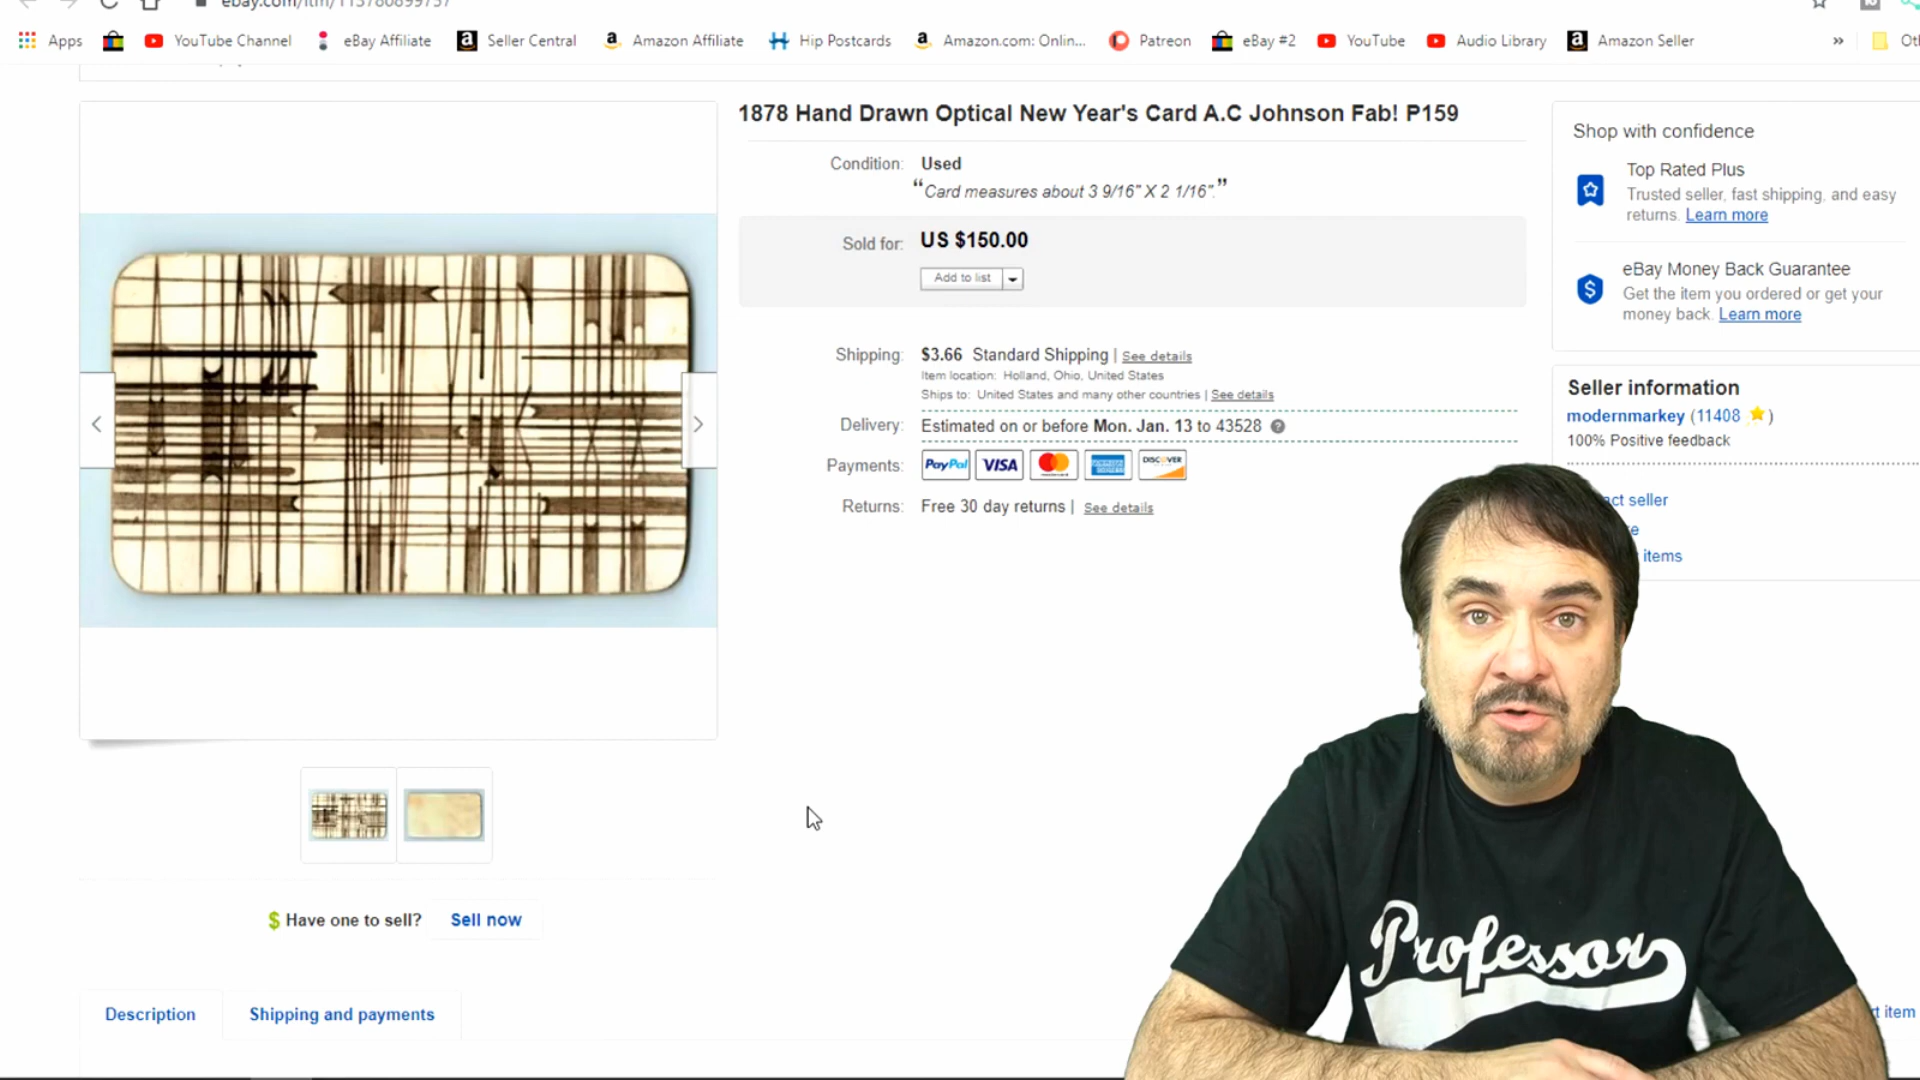 Apps YouTube Channel eBay Affiliate Seller Central Amazon Affiliate Hip Postcards Amazon.com: Onlin... Patreon eBay #2 YouTube Audio Library Amazon Seller »
1878 Hand Drawn Optical New Year's Card A.C Johnson Fab! P159
Condition: Used
“Card measures about 3 9/16" X 2 1/16".”
Sold for: US $150.00
Add to list
Shipping: $3.66 Standard Shipping | See details
Item location: Holland, Ohio, United States
Ships to: United States and many other countries | See details
Delivery: Estimated on or before Mon. Jan. 13 to 43528
Payments: PayPal VISA DISCOVER
Returns: Free 30 day returns | See details
Shop with confidence
Top Rated Plus
Trusted seller, fast shipping, and easy
returns. Learn more
eBay Money Back Guarantee
Get the item you ordered or get your
money back. Learn more
Seller information
modernmarkey (11408 )
100% Positive feedback
act seller
items
$ Have one to sell? Sell now
Description Shipping and payments
item
Professor